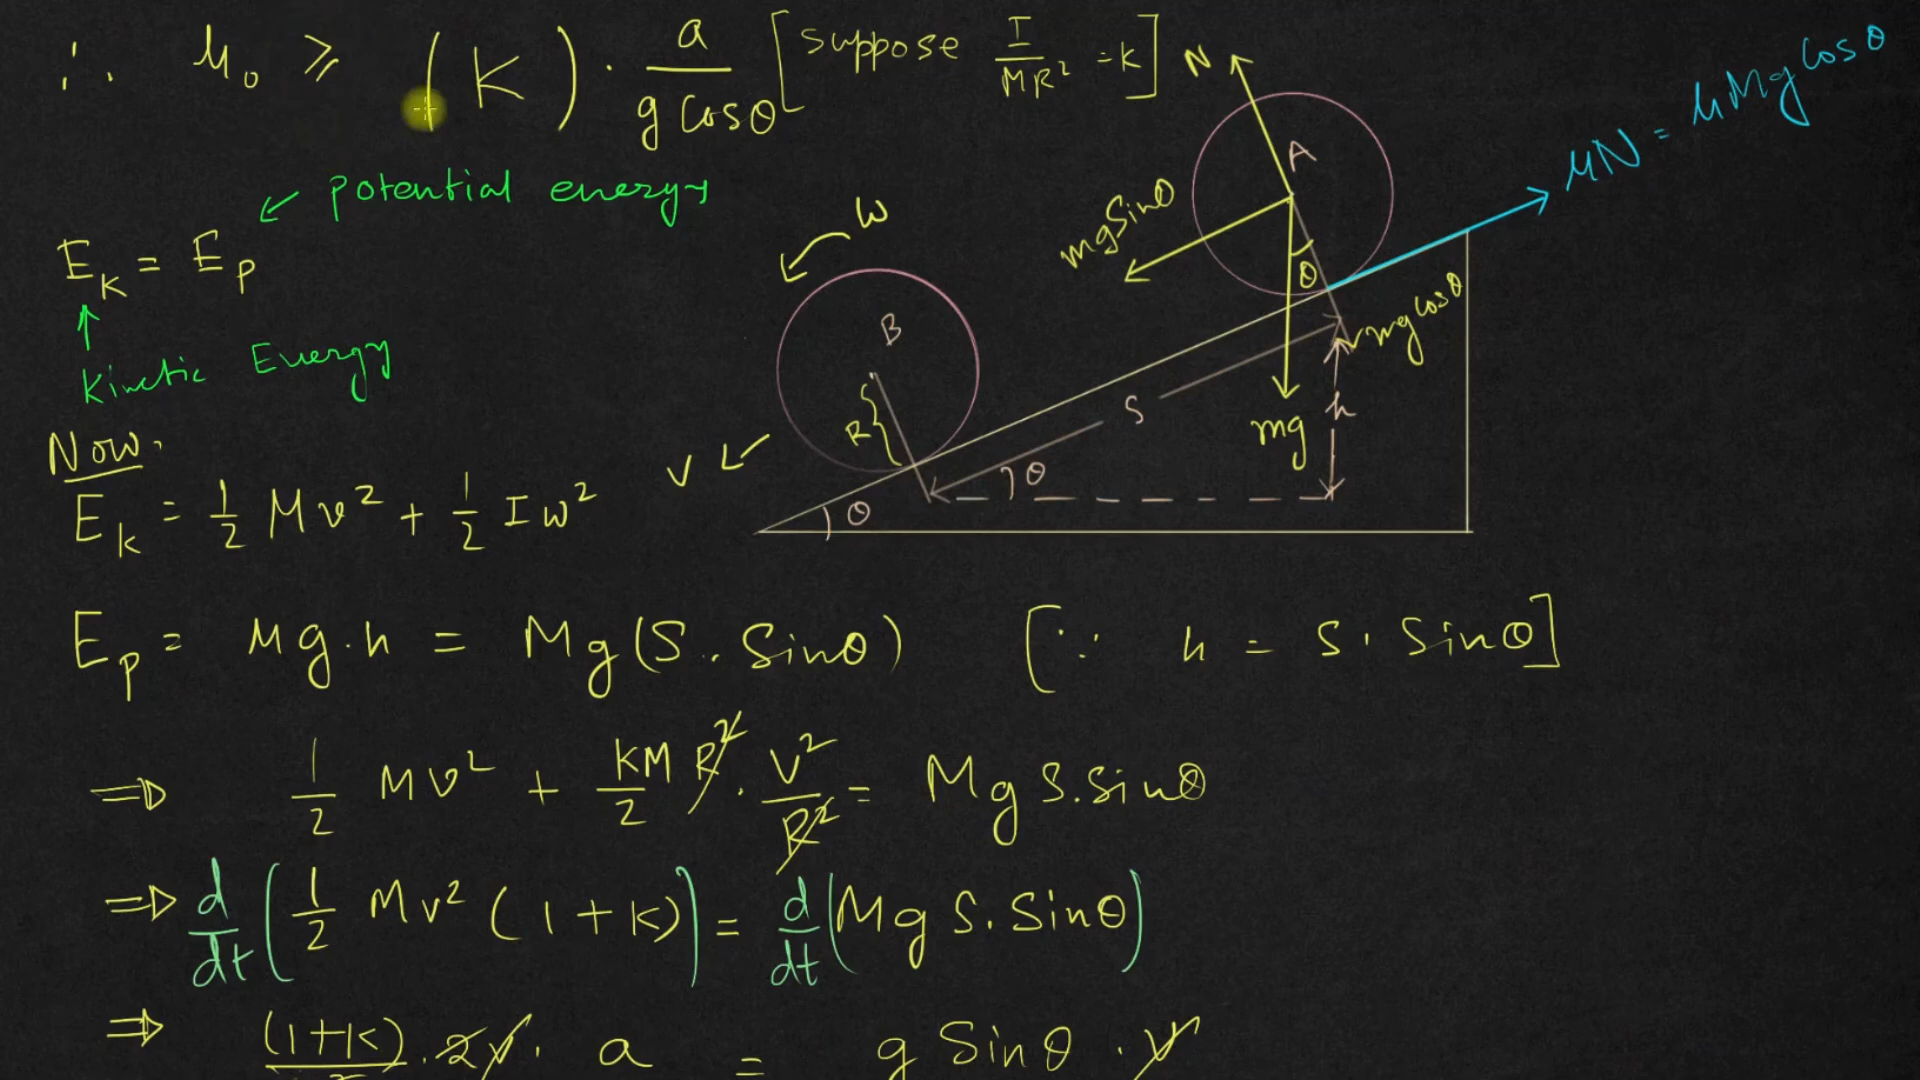 ∴ μ₀ ≥ (K) · a / g cosθ [suppose I / MR² = K]
← potential energy
E_K = E_p
↑
Kinetic Energy
Now,
E_K = 1/2 Mv² + 1/2 Iω²
N
A
μN = μMg cosθ
mg sinθ
θ
mg cosθ
ω
B
R
V
S
h
mg
θ
θ
E_p = Mg.h = Mg(S. Sinθ) [∵ h = S. Sinθ]
⇒ 1/2 Mv² + KM R² / 2 . V² / R² = Mg S. Sinθ
⇒ d/dt (1/2 Mv² (1+K)) = d/dt (Mg S. Sinθ)
⇒ (1+K) / 2 . 2v . a = g Sinθ . v